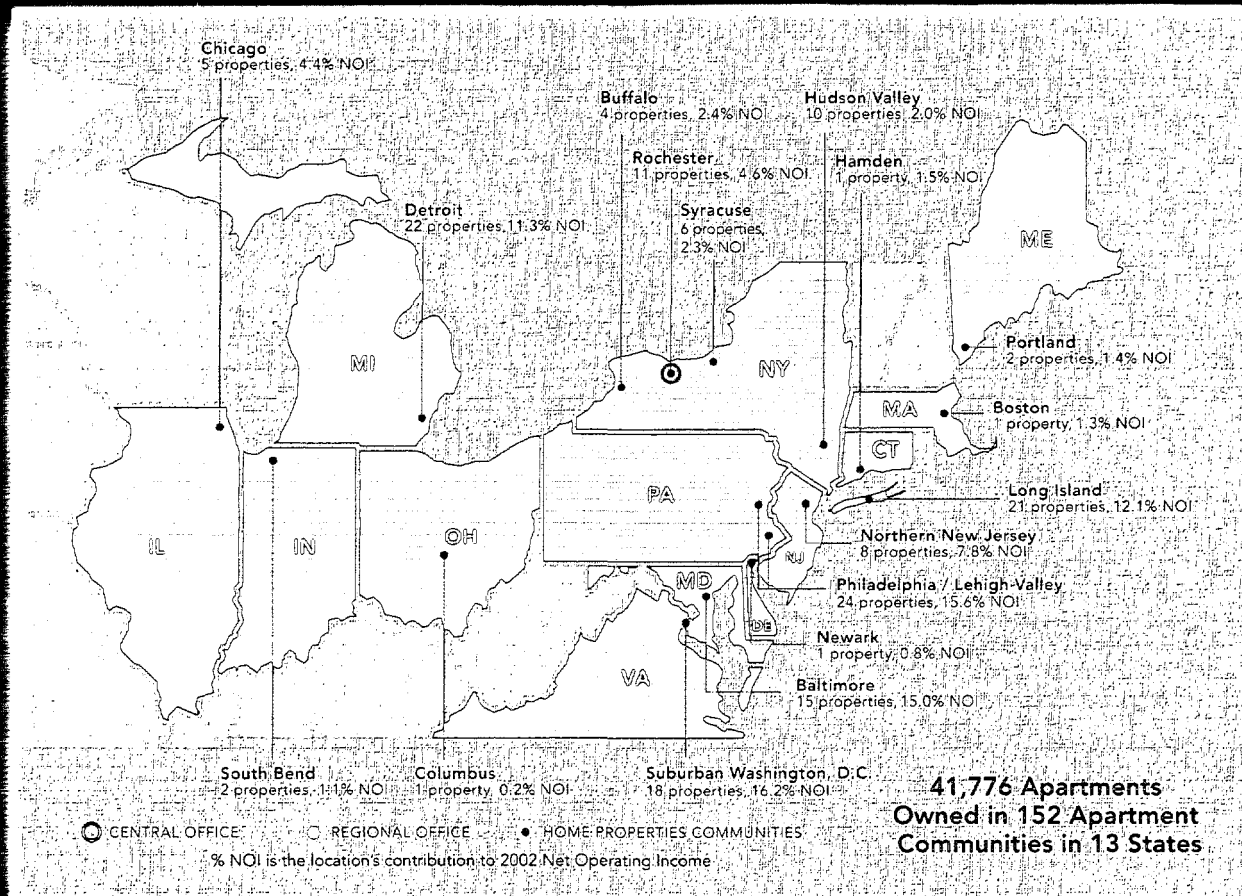 Chicago
5 properties, 4.4% NOI
Buffalo
4 properties, 2.4% NOI
Hudson Valley
10 properties, 2.0% NOI
Rochester
11 properties, 4.6% NOI
Hamden
1 property, 1.5% NOI
Detroit
22 properties, 11.3% NOI
Syracuse
6 properties,
2.3% NOI
ME
MI
NY
Portland
2 properties, 1.4% NOI
MA
Boston
1 property, 1.3% NOI
CT
PA
Long Island
21 properties, 12.1% NOI
IL
IN
OH
NJ
Northern New Jersey
8 properties, 7.8% NOI
MD
Philadelphia / Lehigh Valley
24 properties, 15.6% NOI
DE
Newark
1 property, 0.8% NOI
VA
Baltimore
15 properties, 15.0% NOI
South Bend
2 properties, 1.1% NOI
Columbus
1 property, 0.2% NOI
Suburban Washington, D.C.
18 properties, 16.2% NOI
41,776 Apartments
Owned in 152 Apartment
Communities in 13 States
CENTRAL OFFICE REGIONAL OFFICE HOME PROPERTIES COMMUNITIES
% NOI is the location's contribution to 2002 Net Operating Income